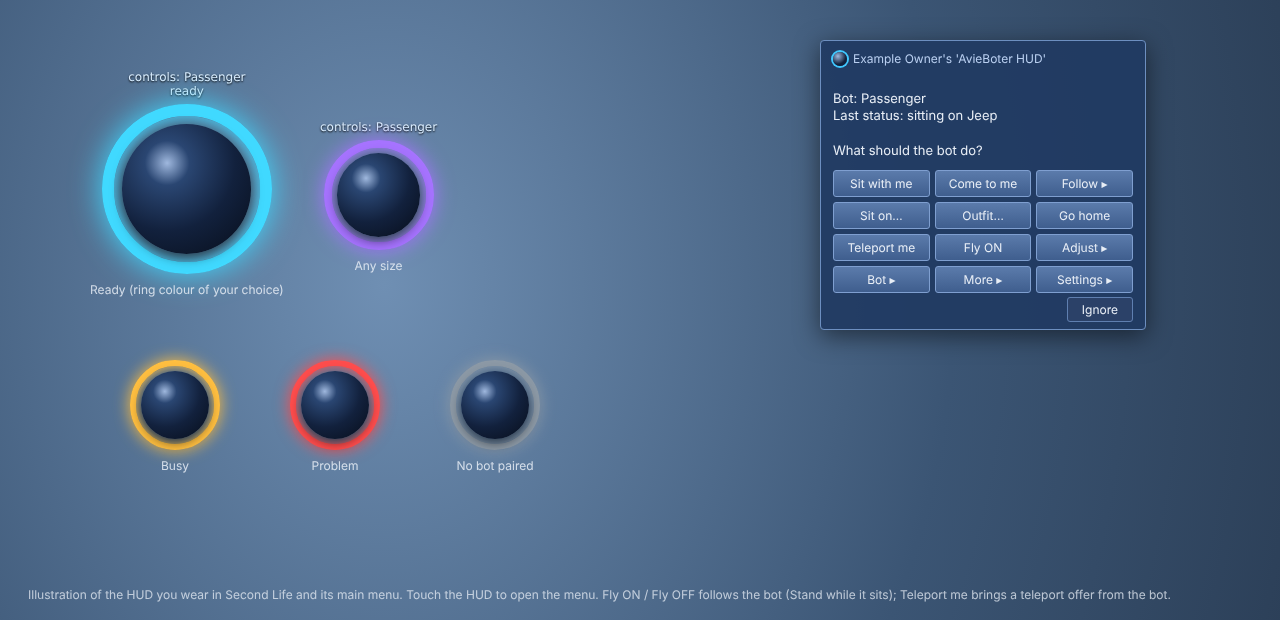 controls: Passenger
ready
controls: Passenger
Any size
Ready (ring colour of your choice)
Busy
Problem
No bot paired
Example Owner's 'AvieBoter HUD'
Bot: Passenger
Last status: sitting on Jeep
What should the bot do?
Sit with me
Come to me
Follow ▸
Sit on...
Outfit...
Go home
Teleport me
Fly ON
Adjust ▸
Bot ▸
More ▸
Settings ▸
Ignore
Illustration of the HUD you wear in Second Life and its main menu. Touch the HUD to open the menu. Fly ON / Fly OFF follows the bot (Stand while it sits); Teleport me brings a teleport offer from the bot.